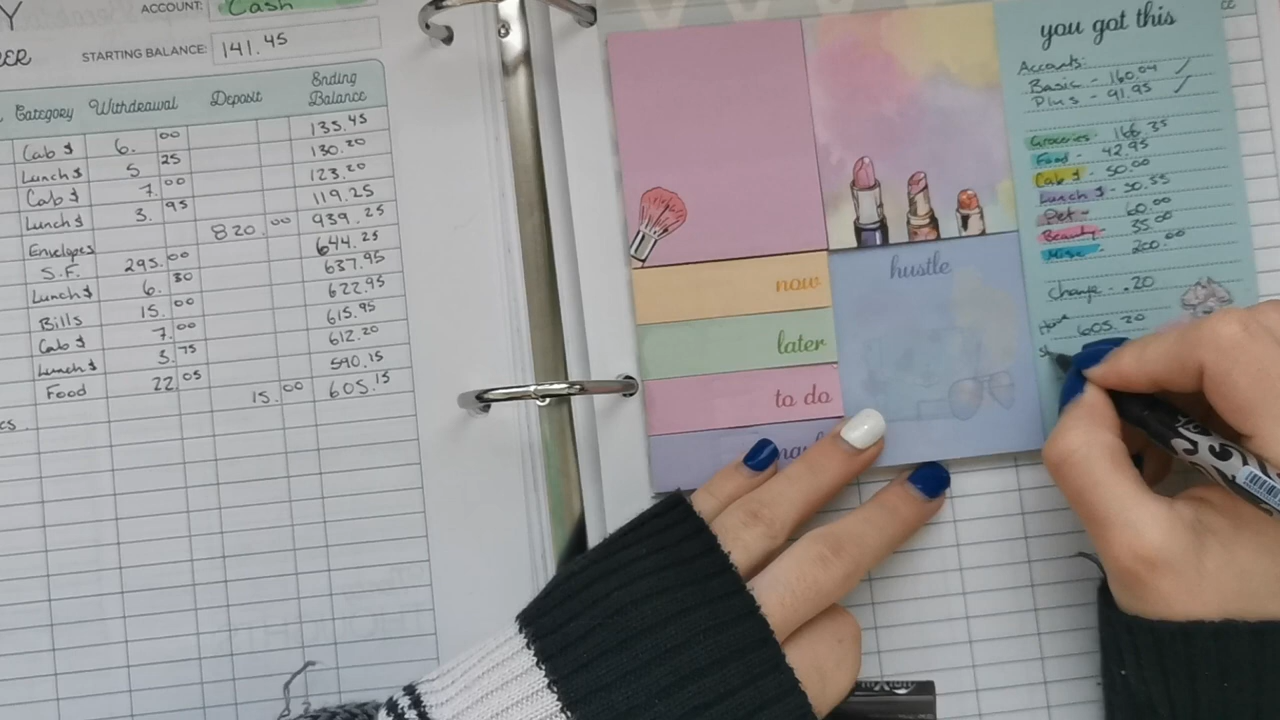 Y
ACCOUNT: Cash
STARTING BALANCE: 141.45
Category Withdrawal Deposit Ending Balance
Cab $ 6.00 135.45
Lunch $ 5 25 130.20
Cab $ 7.00 123.20
Lunch $ 3.95 119.25
Envelopes 820.00 939.25
S.F. 295.00 644.25
Lunch $ 6.30 637.95
Bills 15.00 622.95
Cab $ 7.00 615.95
Lunch $ 3.75 612.20
Food 22.05 590.15
15.00 605.15
now
later
to do
hustle
you got this
Accounts:
Basic - 160.04 /
Plus - 91.95 /
Groceries - 166.35
Food - 42.95
Cab $ - 50.00
Lunch $ - 50.55
Pet - 60.00
Beauty - 35.00
Misc 200.00
Change - .20
605.20